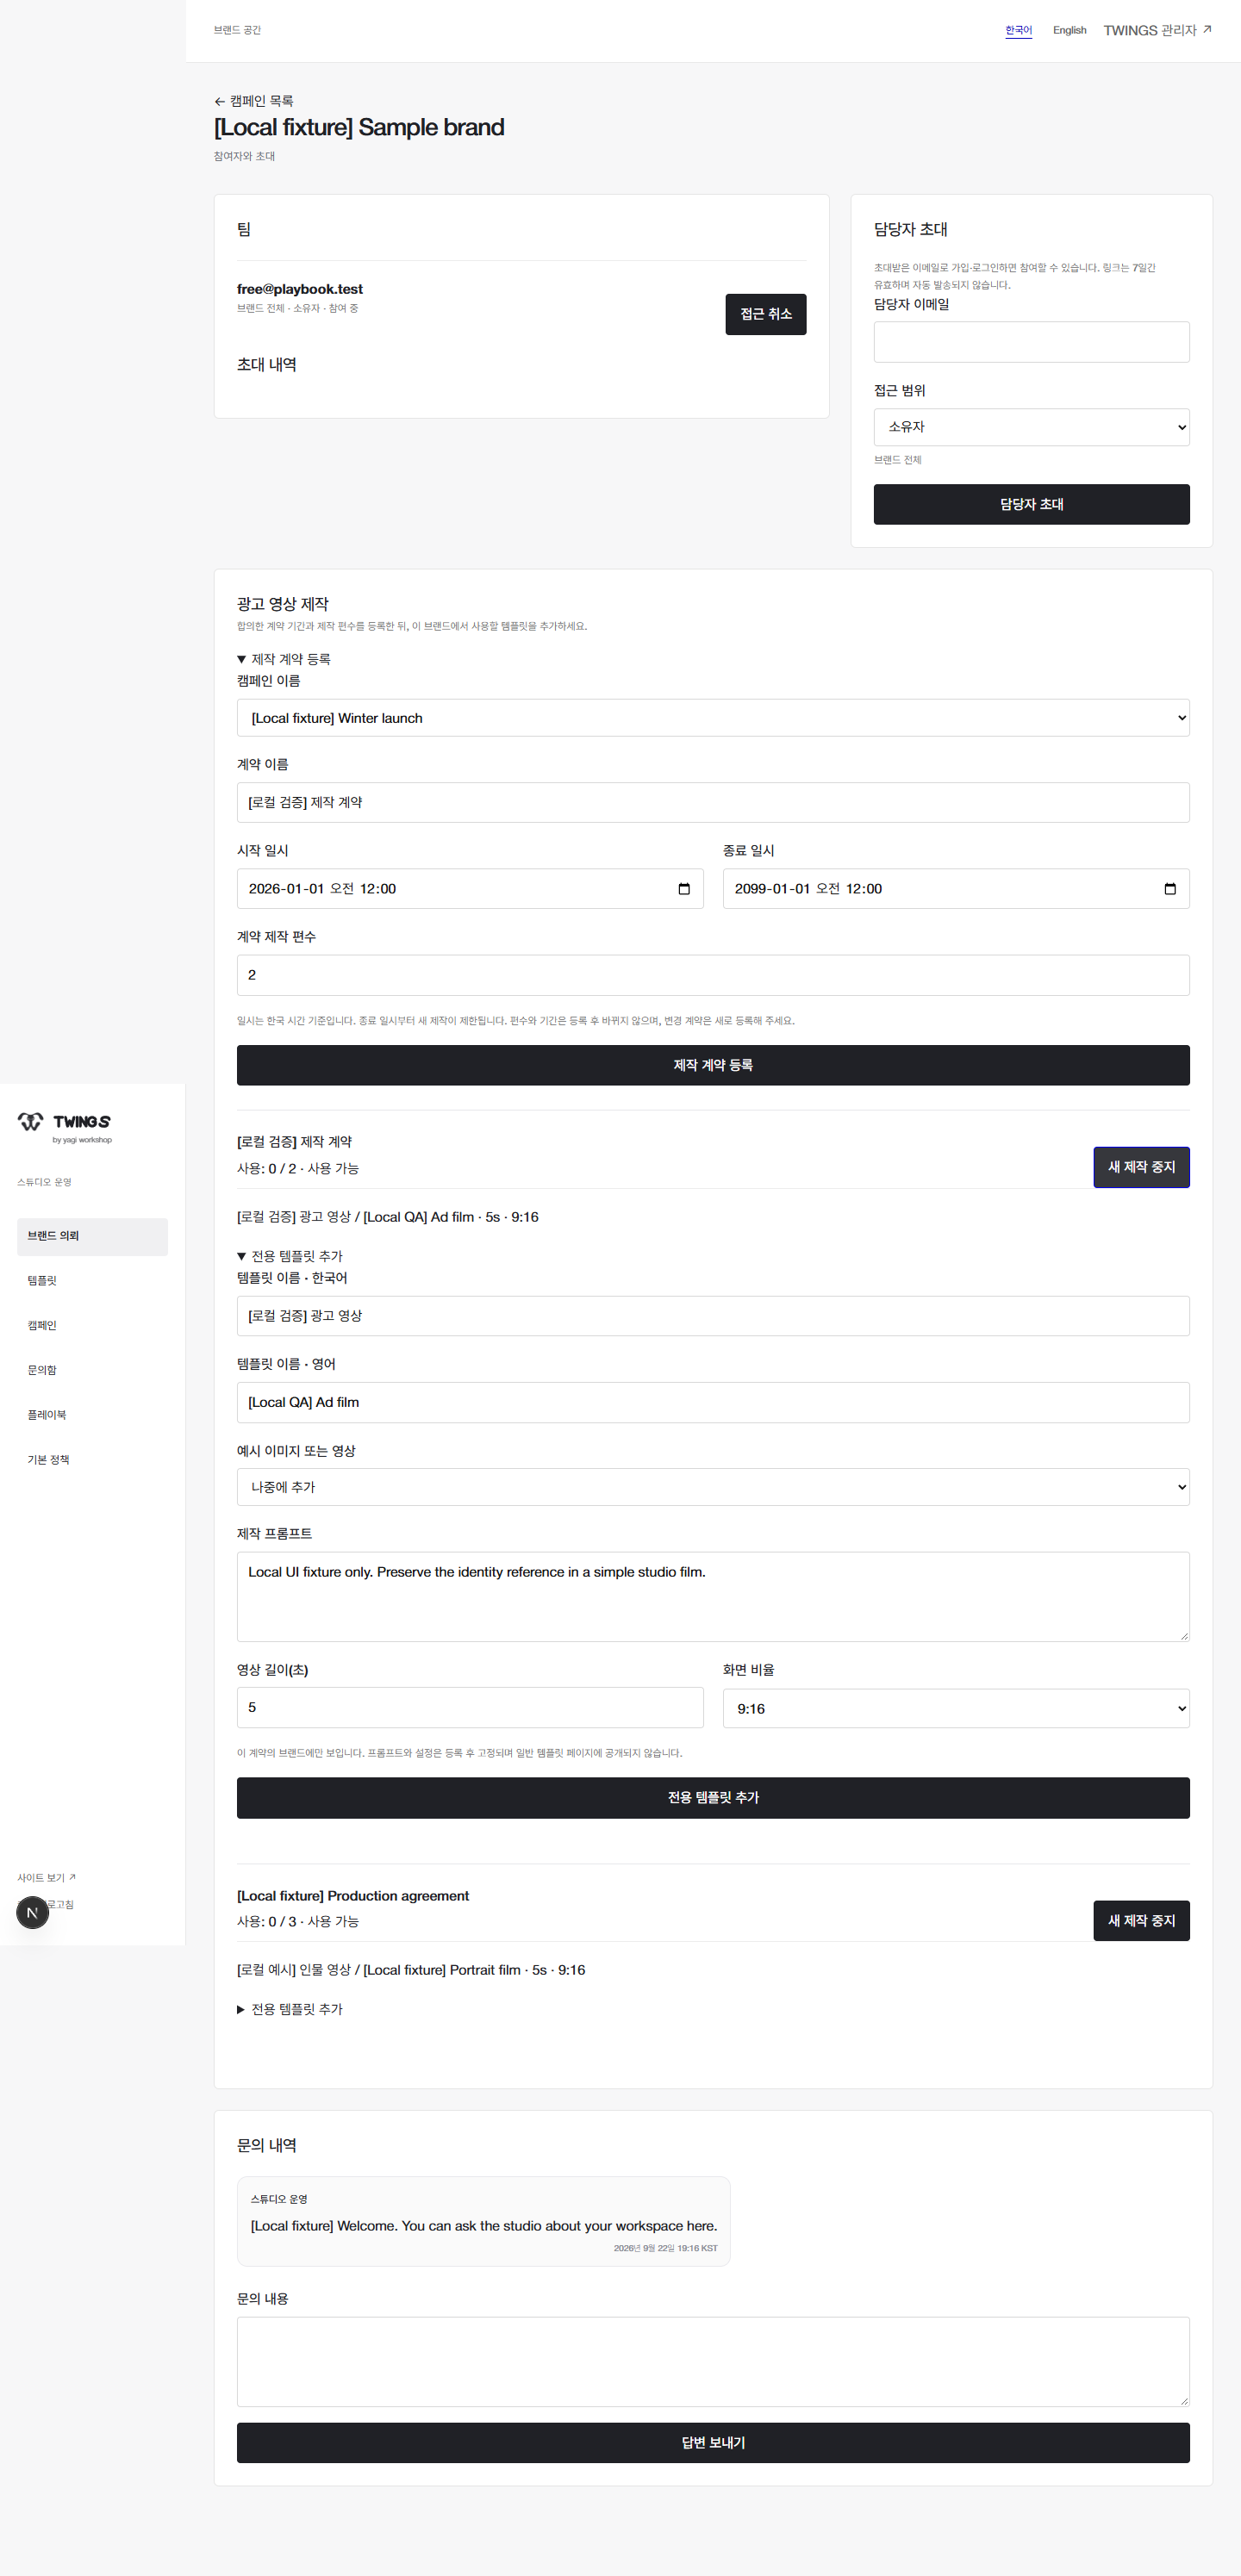 브랜드 공간
한국어
English
TWINGS 관리자 ↗
← 캠페인 목록
[Local fixture] Sample brand
참여자와 초대
팀
free@playbook.test
브랜드 전체 · 소유자 · 참여 중
접근 취소
초대 내역
담당자 초대
초대받은 이메일로 가입·로그인하면 참여할 수 있습니다. 링크는 7일간
유효하며 자동 발송되지 않습니다.
담당자 이메일
접근 범위
소유자
브랜드 전체
담당자 초대
광고 영상 제작
합의한 계약 기간과 제작 편수를 등록한 뒤, 이 브랜드에서 사용할 템플릿을 추가하세요.
▼ 제작 계약 등록
캠페인 이름
[Local fixture] Winter launch
계약 이름
[로컬 검증] 제작 계약
시작 일시
종료 일시
2026-01-01 오전 12:00
2099-01-01 오전 12:00
계약 제작 편수
2
일시는 한국 시간 기준입니다. 종료 일시부터 새 제작이 제한됩니다. 편수와 기간은 등록 후 바뀌지 않으며, 변경 계약은 새로 등록해 주세요.
제작 계약 등록
[로컬 검증] 제작 계약
사용: 0 / 2 · 사용 가능
새 제작 중지
[로컬 검증] 광고 영상 / [Local QA] Ad film · 5s · 9:16
▼ 전용 템플릿 추가
템플릿 이름 · 한국어
[로컬 검증] 광고 영상
템플릿 이름 · 영어
[Local QA] Ad film
예시 이미지 또는 영상
나중에 추가
제작 프롬프트
Local UI fixture only. Preserve the identity reference in a simple studio film.
영상 길이(초)
화면 비율
5
9:16
이 계약의 브랜드에만 보입니다. 프롬프트와 설정은 등록 후 고정되며 일반 템플릿 페이지에 공개되지 않습니다.
전용 템플릿 추가
[Local fixture] Production agreement
사용: 0 / 3 · 사용 가능
새 제작 중지
[로컬 예시] 인물 영상 / [Local fixture] Portrait film · 5s · 9:16
▶ 전용 템플릿 추가
문의 내역
스튜디오 운영
[Local fixture] Welcome. You can ask the studio about your workspace here.
2026년 9월 22일 19:16 KST
문의 내용
답변 보내기
TWINGS
by yagi workshop
스튜디오 운영
브랜드 의뢰
템플릿
캠페인
문의함
플레이북
기본 정책
사이트 보기 ↗
로고침
N